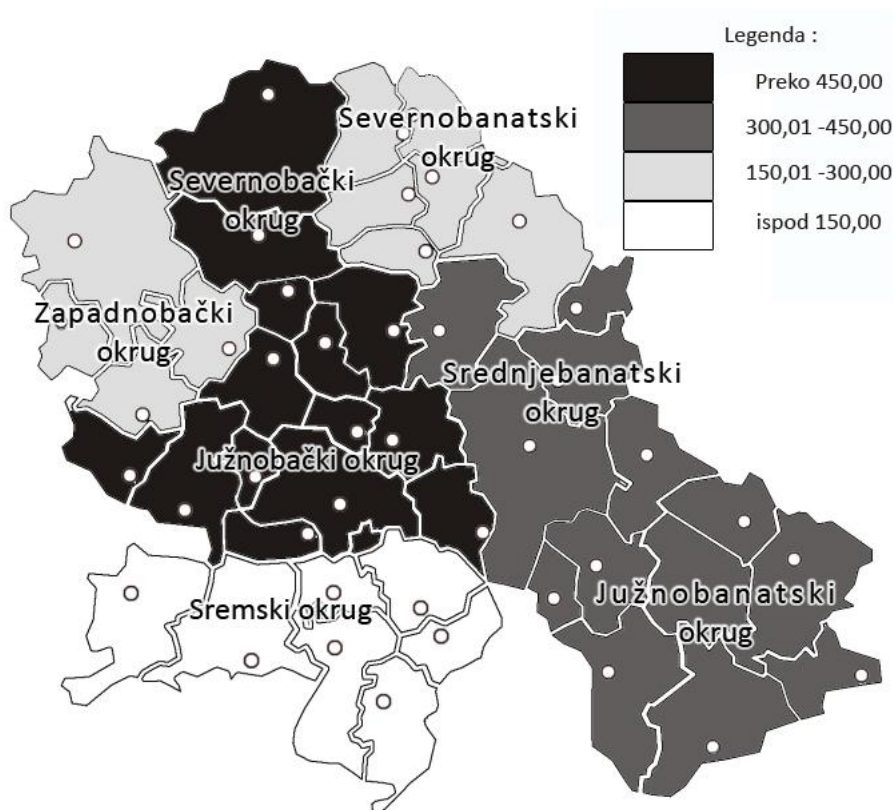 Legenda :
Preko 450,00
300,01 -450,00
150,01 -300,00
ispod 150,00
Severnobanatski
okrug
Severnobački
okrug
Zapadnobački
okrug
Srednjebanatski
okrug
Južnobački okrug
Sremski okrug
Južnobanatski
okrug